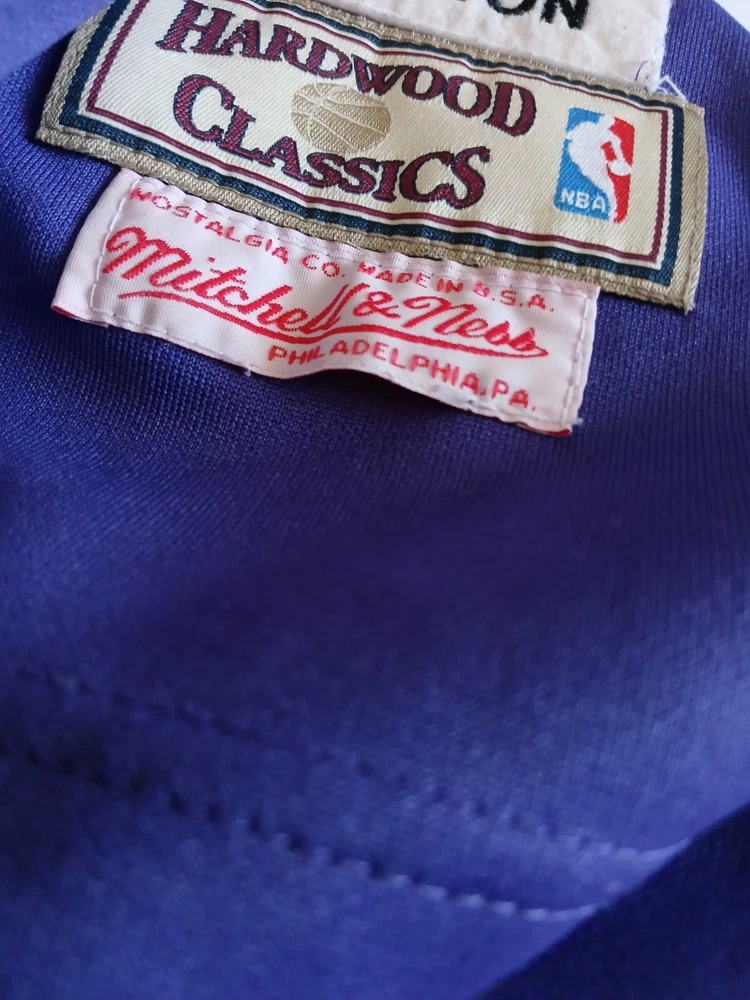 HARDWOOD
CLASSICS
NBA
NOSTALGIA CO. MADE IN U.S.A.
Mitchell & Ness
PHILADELPHIA, PA.